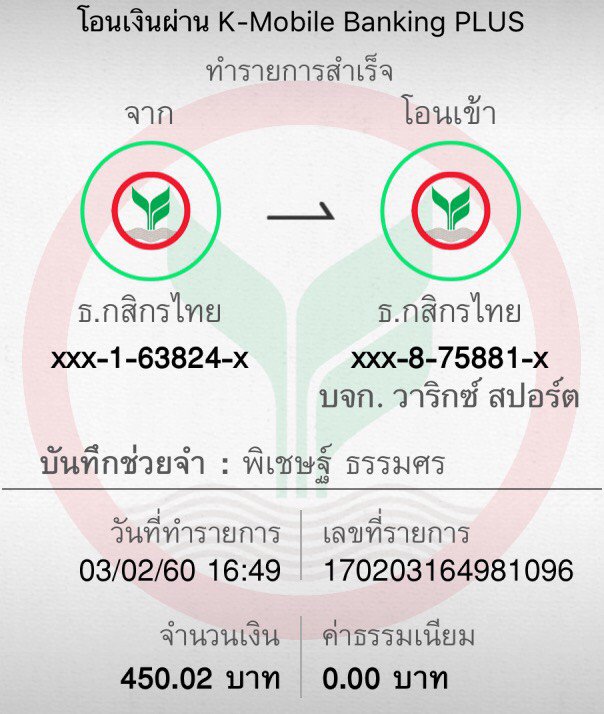 โอนเงินผ่าน K-Mobile Banking PLUS
ทำรายการสำเร็จ
จาก โอนเข้า
ธ.กสิกรไทย ธ.กสิกรไทย
xxx-1-63824-x xxx-8-75881-x
บจก. วาริกซ์ สปอร์ต
บันทึกช่วยจำ : พิเชษฐ์ ธรรมศร
วันที่ทำรายการ เลขที่รายการ
03/02/60 16:49 170203164981096
จำนวนเงิน ค่าธรรมเนียม
450.02 บาท 0.00 บาท